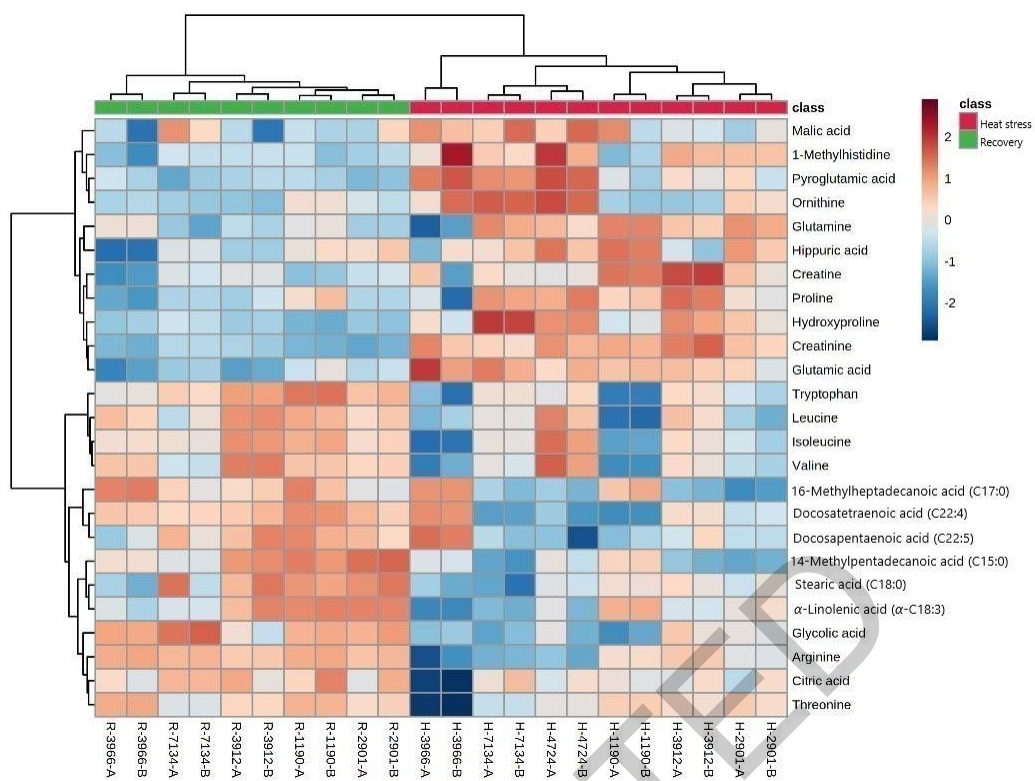 class
Malic acid
1-Methylhistidine
Pyroglutamic acid
Ornithine
Glutamine
Hippuric acid
Creatine
Proline
Hydroxyproline
Creatinine
Glutamic acid
Tryptophan
Leucine
Isoleucine
Valine
16-Methylheptadecanoic acid (C17:0)
Docosatetraenoic acid (C22:4)
Docosapentaenoic acid (C22:5)
14-Methylpentadecanoic acid (C15:0)
Stearic acid (C18:0)
α-Linolenic acid (α-C18:3)
Glycolic acid
Arginine
Citric acid
Threonine
2
1
0
-1
-2
class
Heat stress
Recovery
R-3966-A
R-3966-B
R-7134-A
R-7134-B
R-3912-A
R-3912-B
R-1190-A
R-1190-B
R-2901-A
R-2901-B
H-3966-A
H-3966-B
H-7134-A
H-7134-B
H-4724-A
H-4724-B
H-1190-A
H-1190-B
H-3912-A
H-3912-B
H-2901-A
H-2901-B
TED